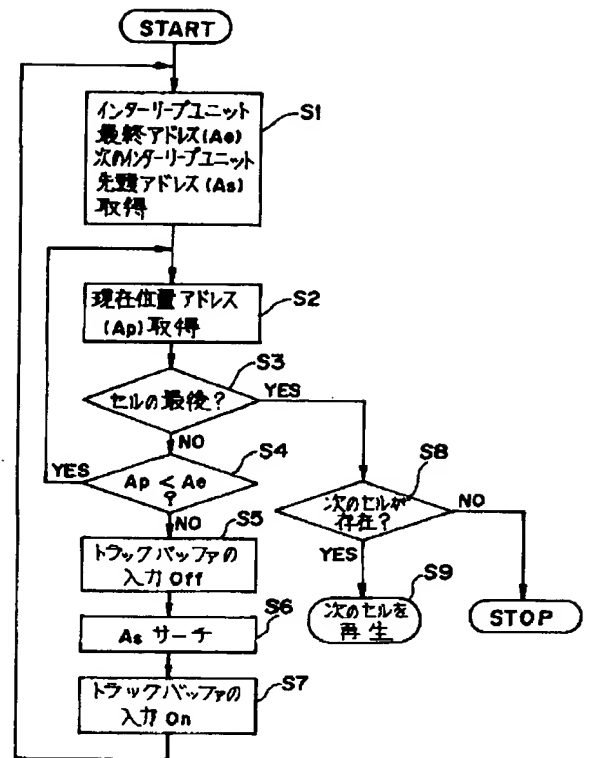 START
インターリーブユニット
最終アドレス(Ae)
次のインターリーブユニット
先頭アドレス(As)
取得
S1
現在位置アドレス
(Ap)取得
S2
セルの最後?
S3
YES
NO
Ap < Ae
?
S4
YES
NO
トラックバッファの
入力 Off
S5
As サーチ
S6
トラックバッファの
入力 On
S7
次のセルが
存在?
S8
NO
YES
次のセルを
再生
S9
STOP